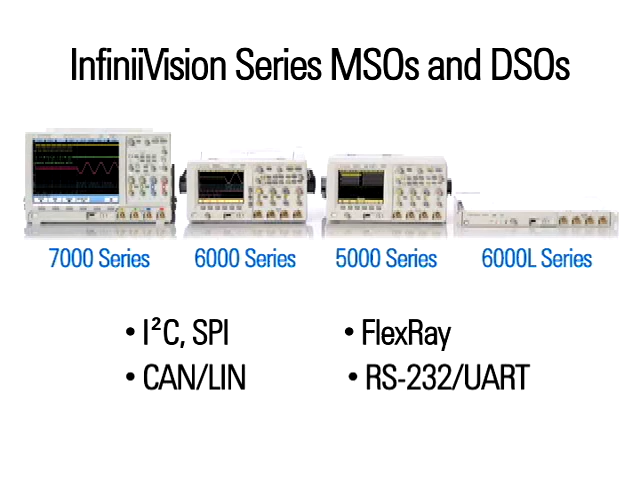 InfiniiVision Series MSOs and DSOs
7000 Series 6000 Series 5000 Series 6000L Series
• I²C, SPI • FlexRay
• CAN/LIN • RS-232/UART